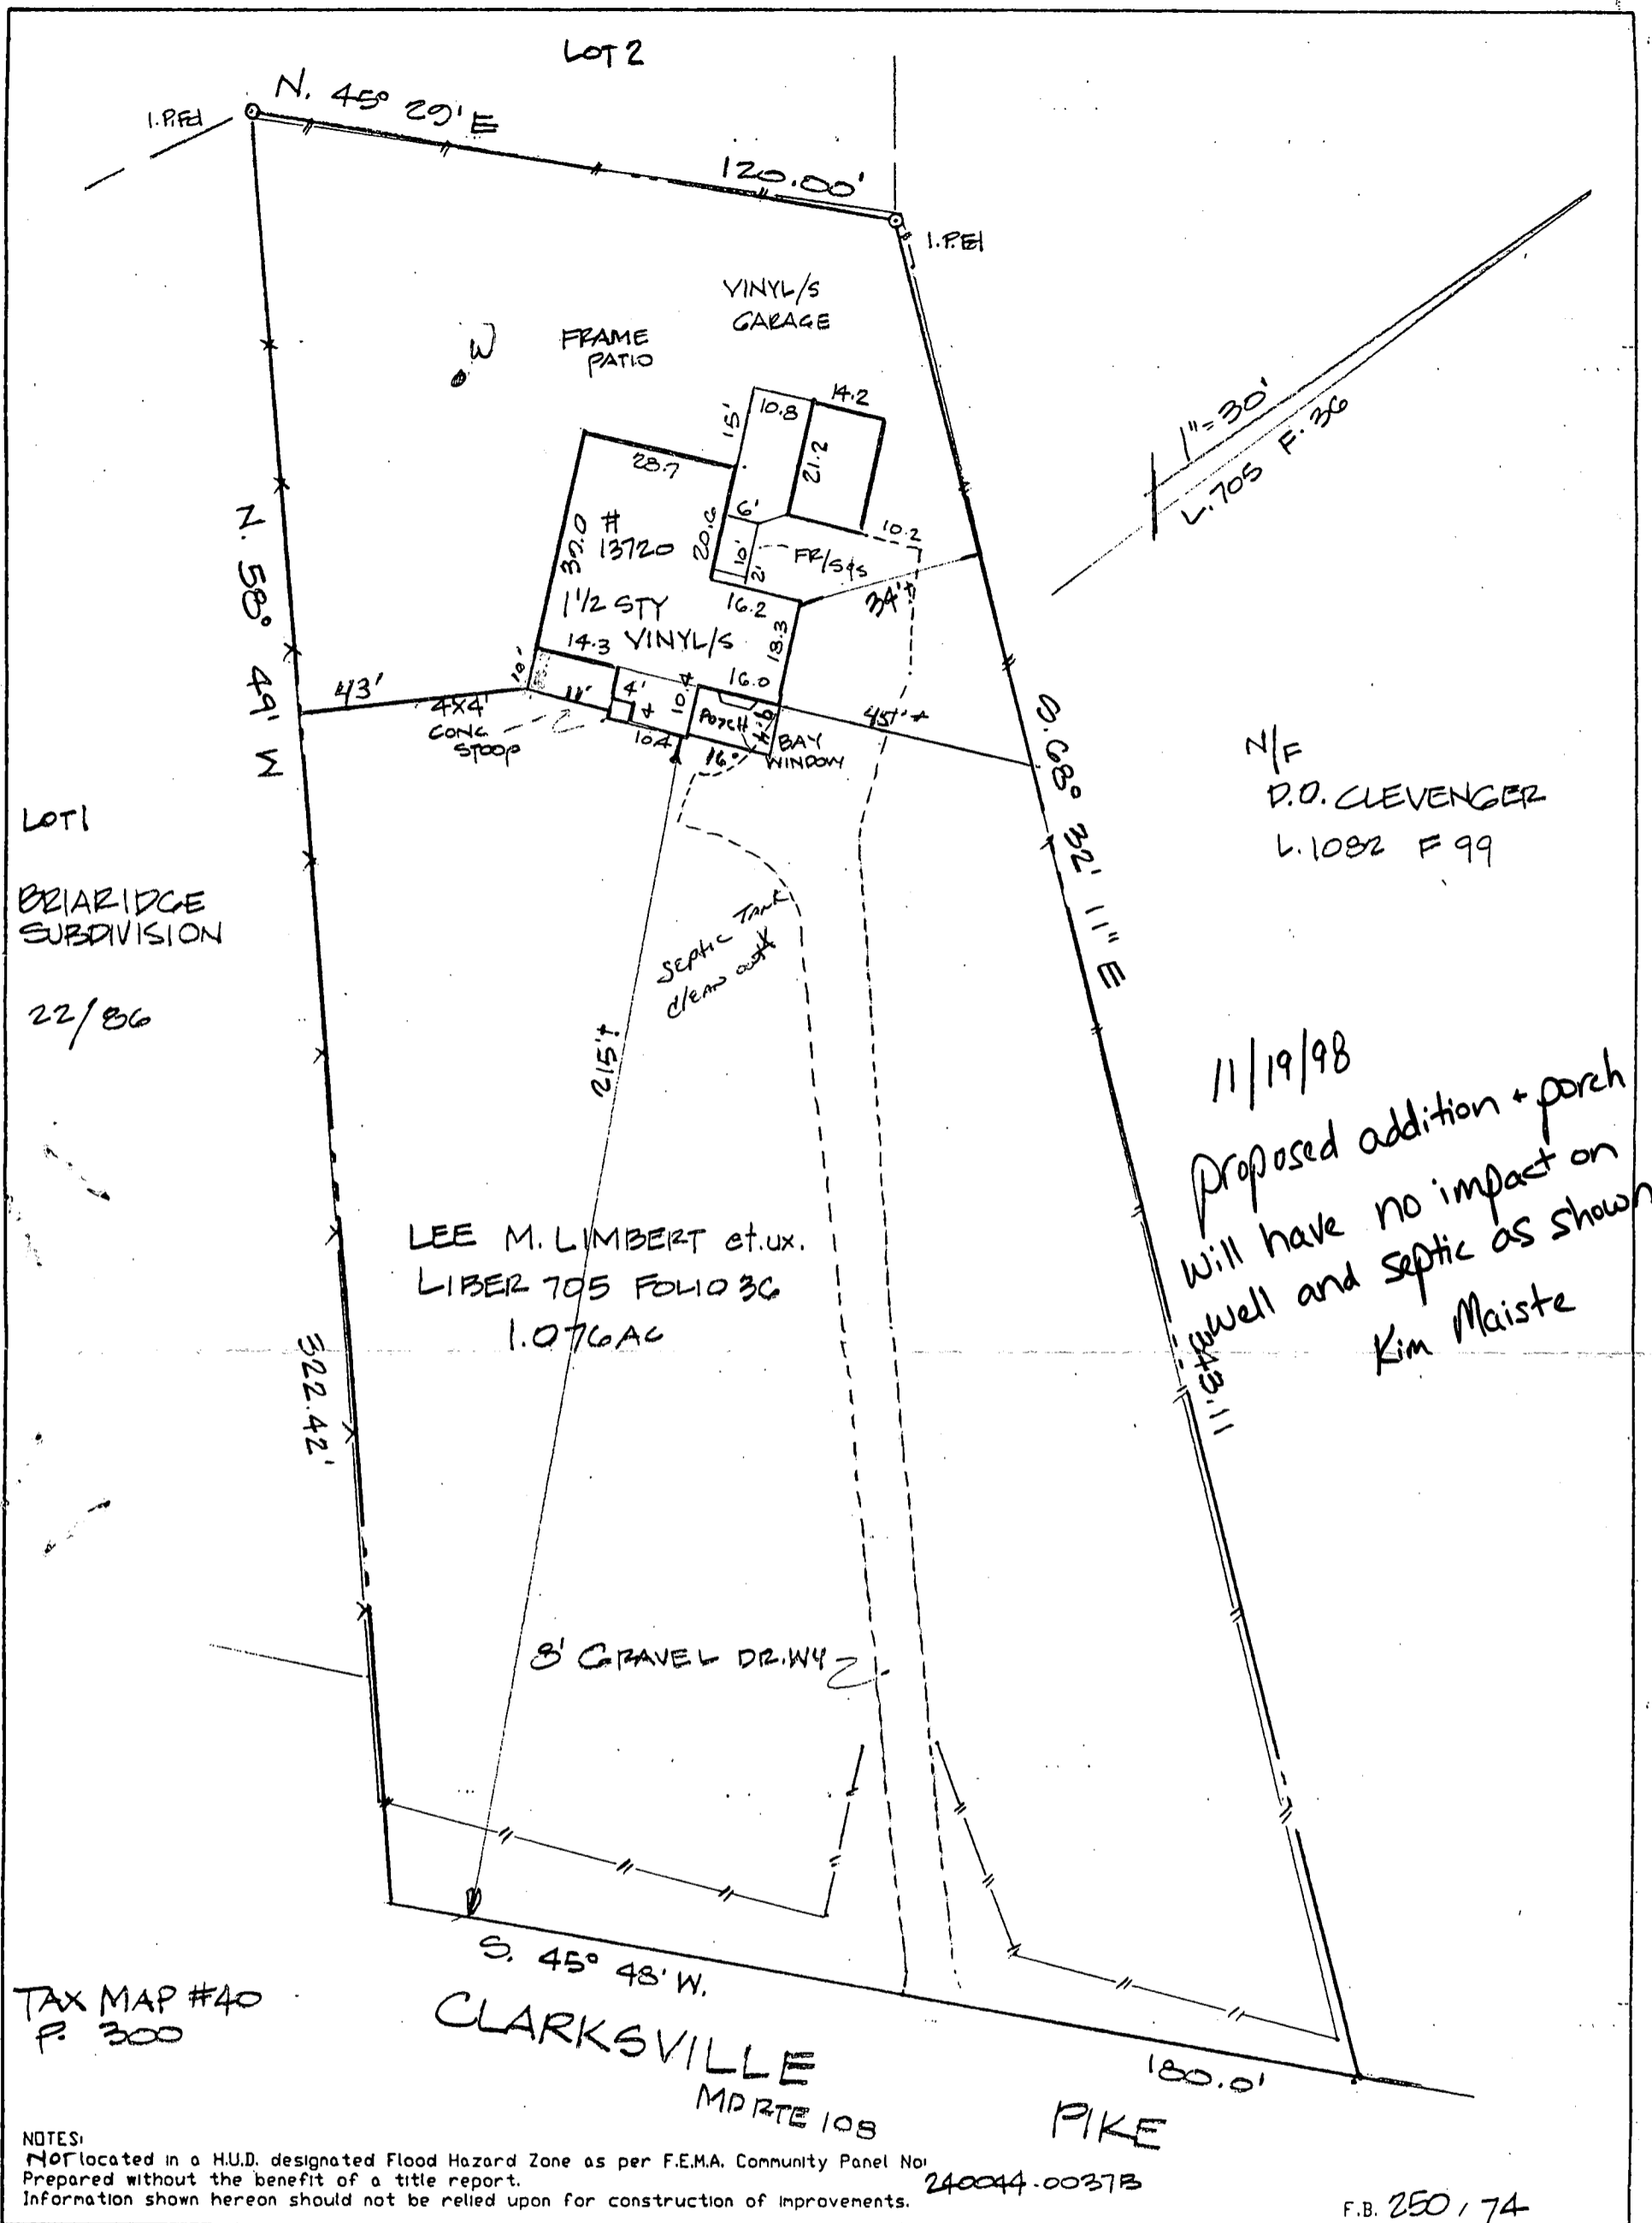 LOT 2
N. 45° 29' E
120.00'
I.P.Fd
I.P.Fd
VINYL/S
GARAGE
W
FRAME
PATIO
1"=30'
L.705 F.36
14.2
10.8
15'
21.2
28.7
6'
20.6
#
13720
10'
2'
FR/S&S
10.2
34'±
16.2
1 1/2 STY
VINYL/S
14.3
18.3
16.0
10'
11'
4'
4
10.4
10.4
PORCH
16'
BAY
WINDOW
43'
4X4'
CONC
STOOP
45'±
N. 58° 49' W
322.42'
S. 68° 32' 11" E
343.11
N/F
D.O. CLEVENGER
L.1082 F 99
LOT 1
BRIARIDGE
SUBDIVISION
22/86
SEPTIC TANK
CLEAN OUT X
215'±
11/19/98
Proposed addition + porch
will have no impact on
well and septic as shown
Kim Maiste
LEE M. LIMBERT et.ux.
LIBER 705 FOLIO 36
1.076 AC
8' GRAVEL DR.WY
S. 45° 48' W.
180.0'
CLARKSVILLE PIKE
MD RTE 108
TAX MAP #40
P. 300
NOTES:
NOT located in a H.U.D. designated Flood Hazard Zone as per F.E.M.A. Community Panel No:
240044-0037B
Prepared without the benefit of a title report.
Information shown hereon should not be relied upon for construction of improvements.
F.B. 250 / 74